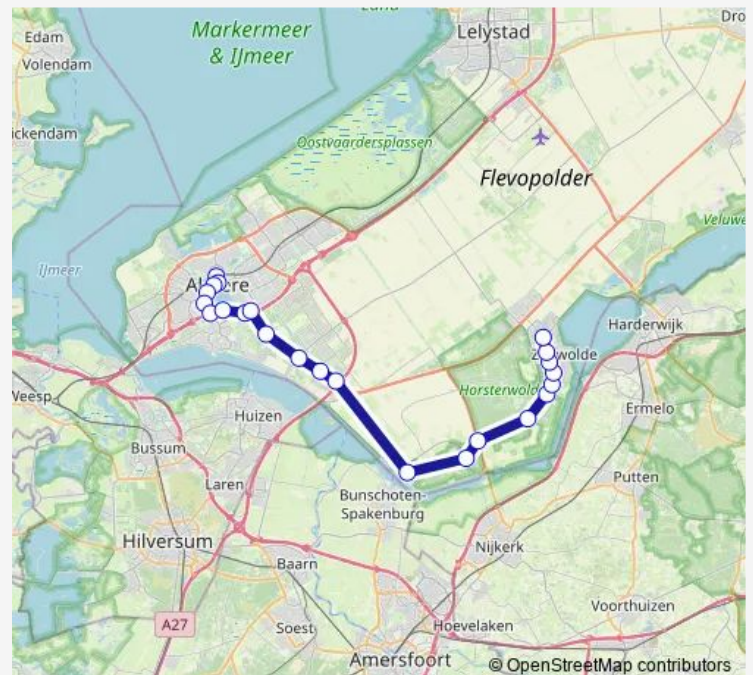 Edam
Volendam
Markermeer
& IJmeer
Lelystad
Dro
ickendam
Oostvaardersplassen
Flevopolder
Veluwe
IJmeer
Harderwijk
Horsterwold
Weesp
Huizen
Ermelo
Bussum
Laren
Putten
Bunschoten-
Spakenburg
Hilversum
Nijkerk
Baarn
A27
Voorthuizen
Soest
Hoevelaken
Amersfoort
© OpenStreetMap contributors